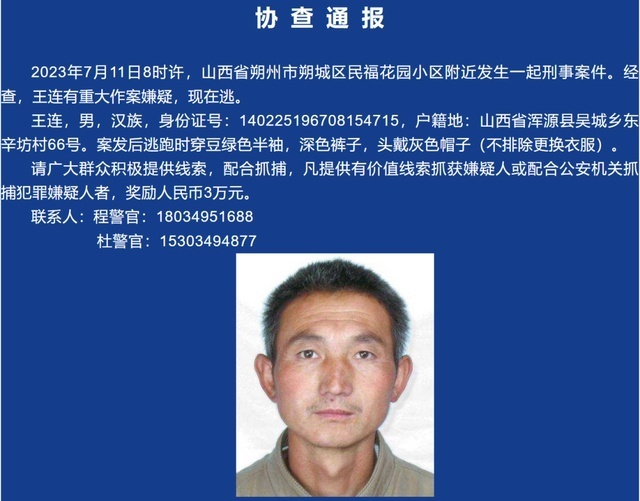 协查通报
2023年7月11日8时许，山西省朔州市朔城区民福花园小区附近发生一起刑事案件。经
查，王连有重大作案嫌疑，现在逃。
王连，男，汉族，身份证号：140225196708154715，户籍地：山西省浑源县吴城乡东
辛坊村66号。案发后逃跑时穿豆绿色半袖，深色裤子，头戴灰色帽子（不排除更换衣服）。
请广大群众积极提供线索，配合抓捕，凡提供有价值线索抓获嫌疑人或配合公安机关抓
捕犯罪嫌疑人者，奖励人民币3万元。
联系人：程警官：18034951688
杜警官：15303494877